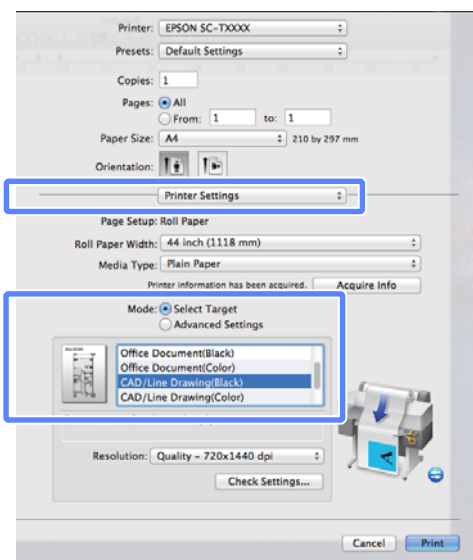 Printer: EPSON SC-TXXXX
Presets: Default Settings
Copies: 1
Pages: All
From: 1 to: 1
Paper Size: A4 210 by 297 mm
Orientation:
Printer Settings
Page Setup: Roll Paper
Roll Paper Width: 44 inch (1118 mm)
Media Type: Plain Paper
Printer information has been acquired. Acquire Info
Mode: Select Target
Advanced Settings
Office Document(Black)
Office Document(Color)
CAD/Line Drawing(Black)
CAD/Line Drawing(Color)
Resolution: Quality - 720x1440 dpi
Check Settings...
Cancel Print